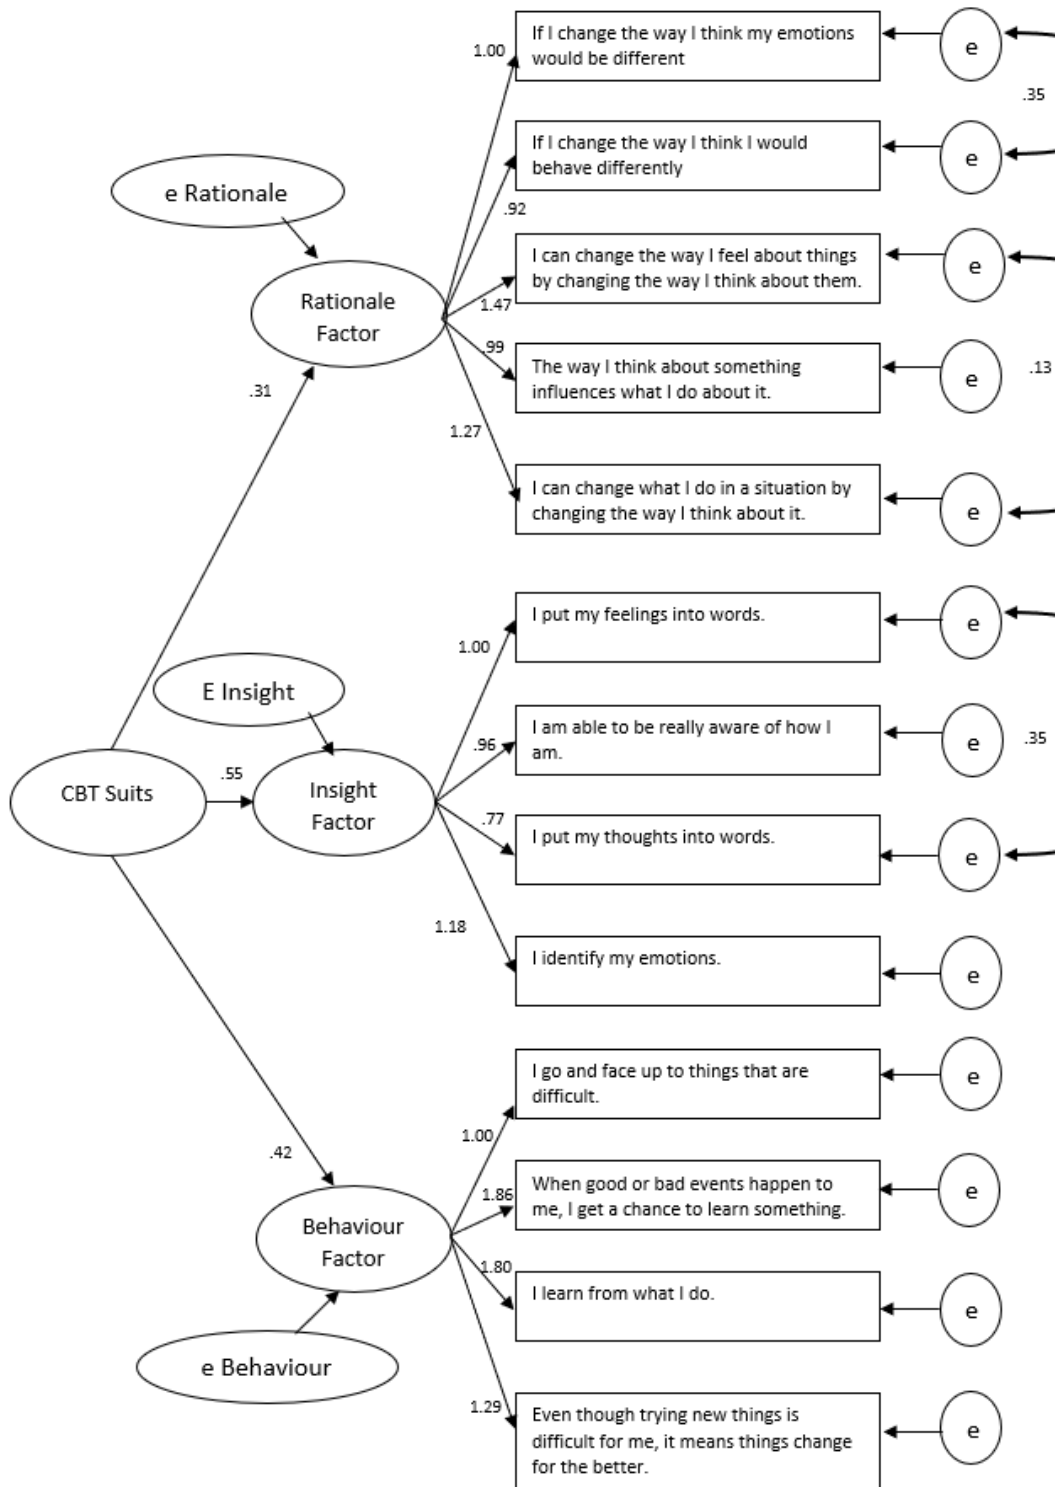 If I change the way I think my emotions
would be different
e
1.00
.35
If I change the way I think I would
behave differently
e
e Rationale
.92
I can change the way I feel about things
by changing the way I think about them.
e
Rationale
Factor
1.47
.99
The way I think about something
influences what I do about it.
e
.13
.31
1.27
I can change what I do in a situation by
changing the way I think about it.
e
I put my feelings into words.
e
1.00
E Insight
I am able to be really aware of how I
am.
e
.35
.96
CBT Suits
.55
Insight
Factor
.77
I put my thoughts into words.
e
1.18
I identify my emotions.
e
I go and face up to things that are
difficult.
e
1.00
.42
When good or bad events happen to
me, I get a chance to learn something.
e
1.86
Behaviour
Factor
1.80
I learn from what I do.
e
e Behaviour
1.29
Even though trying new things is
difficult for me, it means things change
for the better.
e